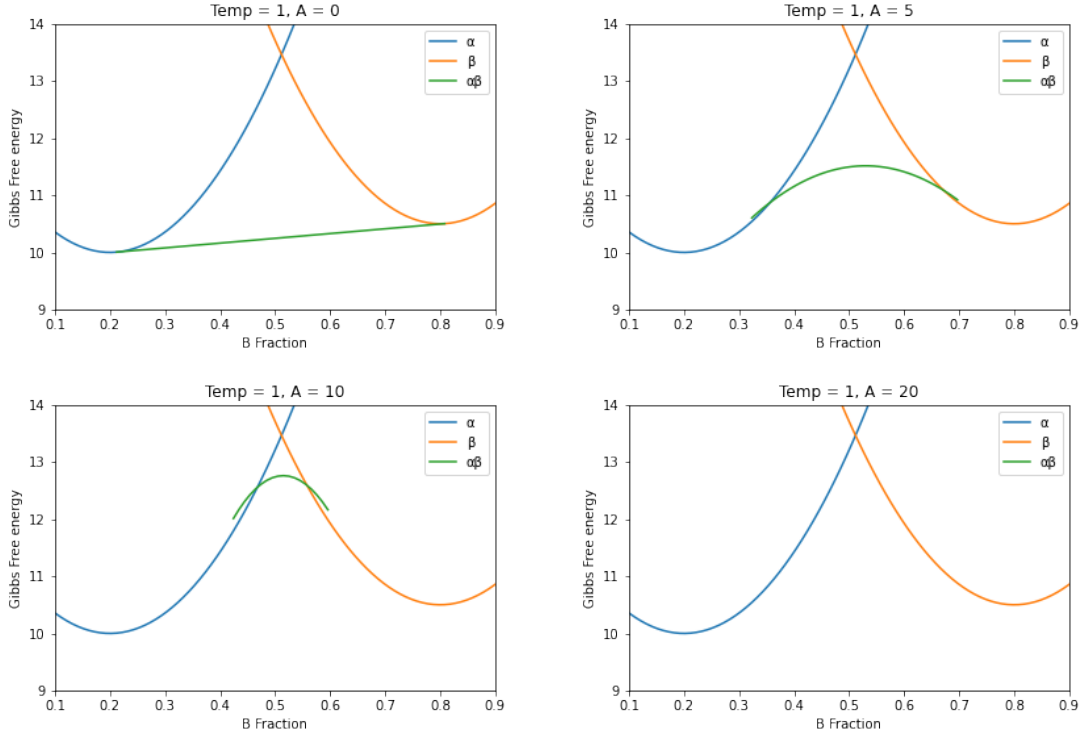 Temp = 1, A = 0
Gibbs Free energy
14
13
12
11
10
9
α
β
αβ
0.1 0.2 0.3 0.4 0.5 0.6 0.7 0.8 0.9
B Fraction
Temp = 1, A = 5
Gibbs Free energy
14
13
12
11
10
9
α
β
αβ
0.1 0.2 0.3 0.4 0.5 0.6 0.7 0.8 0.9
B Fraction
Temp = 1, A = 10
Gibbs Free energy
14
13
12
11
10
9
α
β
αβ
0.1 0.2 0.3 0.4 0.5 0.6 0.7 0.8 0.9
B Fraction
Temp = 1, A = 20
Gibbs Free energy
14
13
12
11
10
9
α
β
αβ
0.1 0.2 0.3 0.4 0.5 0.6 0.7 0.8 0.9
B Fraction